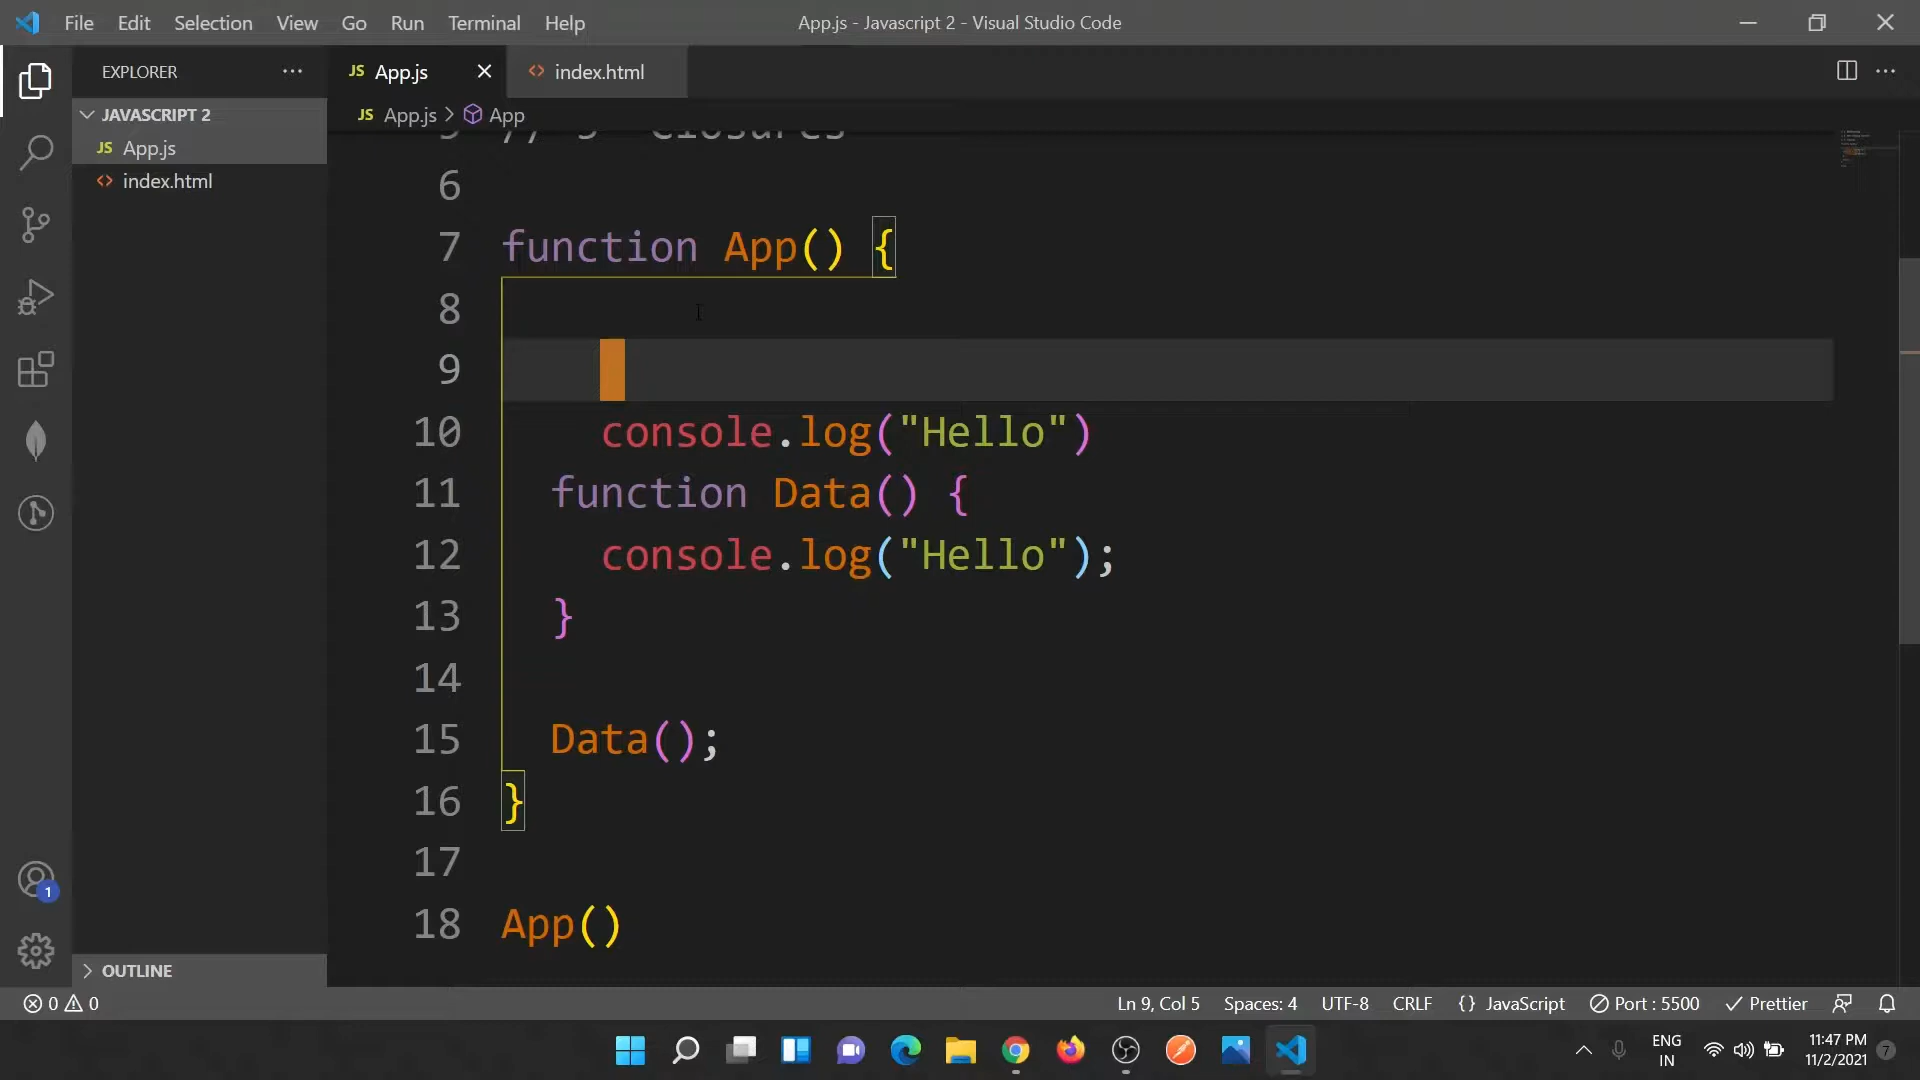 File Edit Selection View Go Run Terminal Help
App.js - Javascript 2 - Visual Studio Code
EXPLORER
JS App.js
index.html
JAVASCRIPT 2
JS App.js
index.html
JS App.js > App
6
7 function App() {
8
9
10 console.log("Hello")
11 function Data() {
12 console.log("Hello");
13 }
14
15 Data();
16 }
17
18 App()
1
OUTLINE
0 0
Ln 9, Col 5 Spaces: 4 UTF-8 CRLF {} JavaScript Port : 5500 Prettier
ENG
IN
11:47 PM
11/2/2021
7